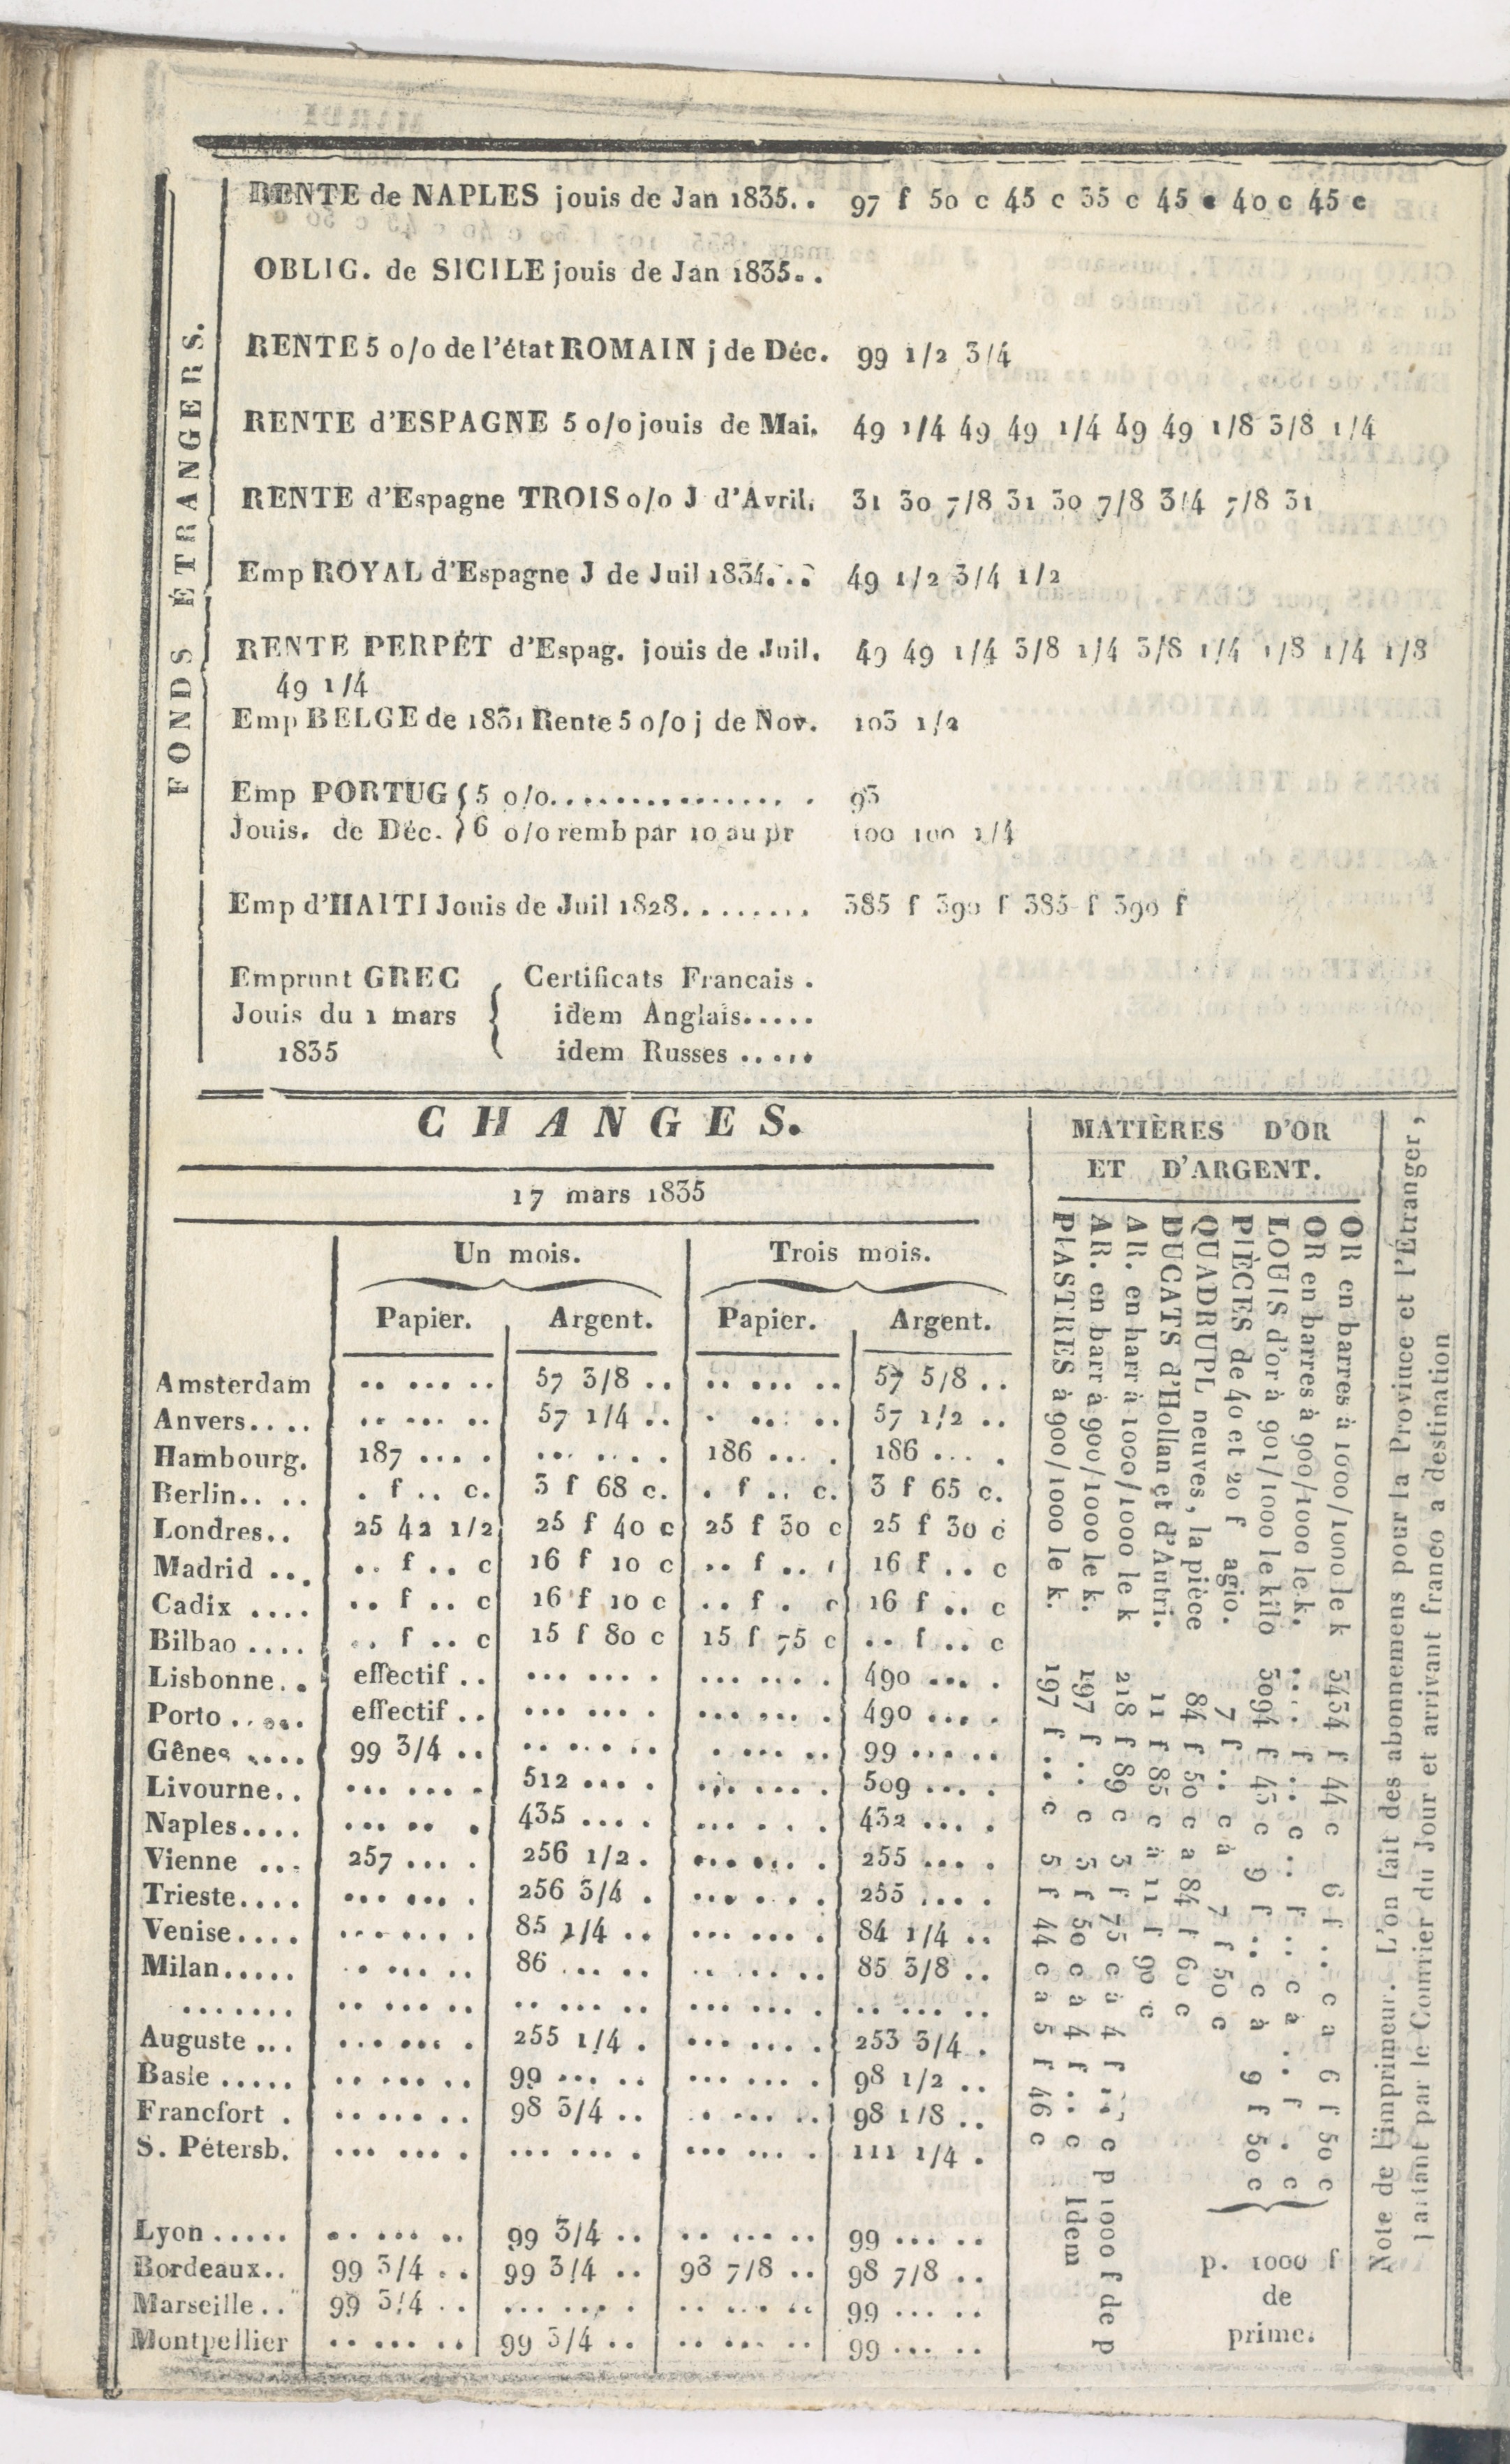 FONDS ÉTRANGERS.
RENTE de NAPLES jouis de Jan 1835.. 97 f 50 c 45 c 35 c 45 c 40 c 45 c
OBLIG. de SICILE jouis de Jan 1835..
RENTE 5 o/o de l'état ROMAIN j de Déc. 99 1/2 3/4
RENTE d'ESPAGNE 5 o/o jouis de Mai. 49 1/4 49 49 1/4 49 49 1/8 3/8 1/4
RENTE d'Espagne TROIS o/o J d'Avril. 31 30 7/8 31 30 7/8 3/4 7/8 31
Emp ROYAL d'Espagne J de Juil 1834... 49 1/2 3/4 1/2
RENTE PERPÉT d'Espag. jouis de Juil. 49 49 1/4 3/8 1/4 3/8 1/4 1/8 1/4 1/8
49 1/4
Emp BELGE de 1831 Rente 5 o/o j de Nov. 103 1/2
Emp PORTUG { 5 o/o................ 93
Jouis. de Déc. } 6 o/o remb par 10 au pr 100 100 1/4
Emp d'HAITI Jouis de Juil 1828........ 385 f 390 f 385 f 390 f
Emprunt GREC { Certificats Francais .
Jouis du 1 mars idem Anglais.....
1835 idem Russes .....
CHANGES.
17 mars 1835
Un mois. Trois mois.
Papier. Argent. Papier. Argent.
Amsterdam .. ... .. 57 3/8 .. .. ... .. 57 5/8 ..
Anvers.... .. ... .. 57 1/4 .. . ... .. 57 1/2 ..
Hambourg. 187 ... . ... ... . 186 ... . 186 ... .
Berlin.. .. . f .. c. 3 f 68 c. . f .. c. 3 f 65 c.
Londres.. 25 42 1/2 25 f 40 c 25 f 30 c 25 f 30 c
Madrid ... .. f .. c 16 f 10 c .. f .. c 16 f .. c
Cadix .... .. f .. c 16 f 10 c .. f . c 16 f .. c
Bilbao .... .. f .. c 15 f 80 c 15 f 75 c .. f .. c
Lisbonne.. effectif .. ... ... . ... ... . 490 ... .
Porto ..... effectif .. ... ... . ... ... . 490 ... .
Gênes .... 99 3/4 .. .. ... .. . ... .. 99 ... ..
Livourne.. ... ... . 512 ... . ... ... . 509 ... .
Naples.... ... .. . 435 ... . ... . . . 432 ... .
Vienne ... 257 ... . 256 1/2 . ... ... . 255 ... .
Trieste.... ... ... . 256 3/4 . ... ... . 255 ... .
Venise.... ... ... . 85 1/4 .. ... ... . 84 1/4 ..
Milan..... . ... .. 86 ... .. .. ... .. 85 3/8 ..
....... .. ... .. .. ... .. ... ... . .. ... ..
Auguste ... ... ... . 255 1/4 . ... ... . 253 3/4 .
Basle ..... .. ... .. 99 ... .. ... ... . 98 1/2 ..
Francfort . .. ... .. 98 3/4 .. . ... .. 98 1/8 ..
S. Pétersb. ... ... . ... ... . ... ... . 111 1/4 .
Lyon ..... .. ... .. 99 3/4 .. .. ... .. 99 ... ..
Bordeaux.. 99 3/4 .. 99 3/4 .. 98 7/8 .. 98 7/8 ..
Marseille.. 99 3/4 .. ... ... . .. ... .. 99 ... ..
Montpellier .. ... .. 99 3/4 .. .. ... .. 99 ... ..
MATIÈRES D'OR
ET D'ARGENT.
OR en barres à 1000/1000 le k 3434 f 44 c 6 f .. c a 6 f 50 c
OR en barres à 900/1000 le k. .... f .. c .. f .. c à .. f . c
LOUIS d'or à 901/1000 le kilo 3094 f 43 c 9 f .. c à 9 f 50 c
PIÈCES de 40 et 20 f agio. 7 f .. c à 7 f 50 c
QUADRUPL neuves, la pièce 84 f 50 c a 84 f 60 c
DUCATS d'Hollan et d'Autri. 11 f 85 c à 11 f 90 c
AR. en barr à 1000/1000 le k 218 f 89 c 3 f 75 c à 4 f .. c p 1000 f de p
AR. en barr à 900/1000 le k. 197 f .. c 3 f 50 c à 4 f .. c Idem
PIASTRES à 900/1000 le k. 197 f .. c 5 f 44 c a 5 f 46 c
p. 1000 f
de
prime.
Note de l'imprimeur. L'on fait des abonnemens pour la Province et l'Étranger,
partant par le Courrier du Jour et arrivant franco a destination